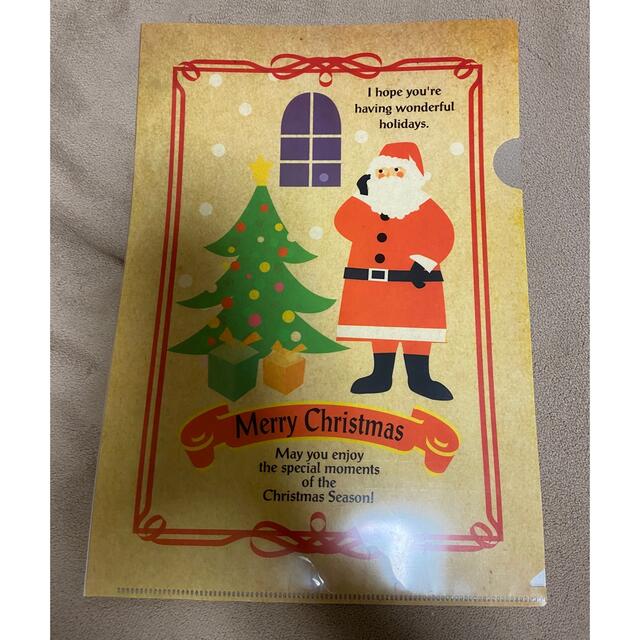 I hope you're
having wonderful
holidays.
Merry Christmas
May you enjoy
the special moments
of the
Christmas Season!